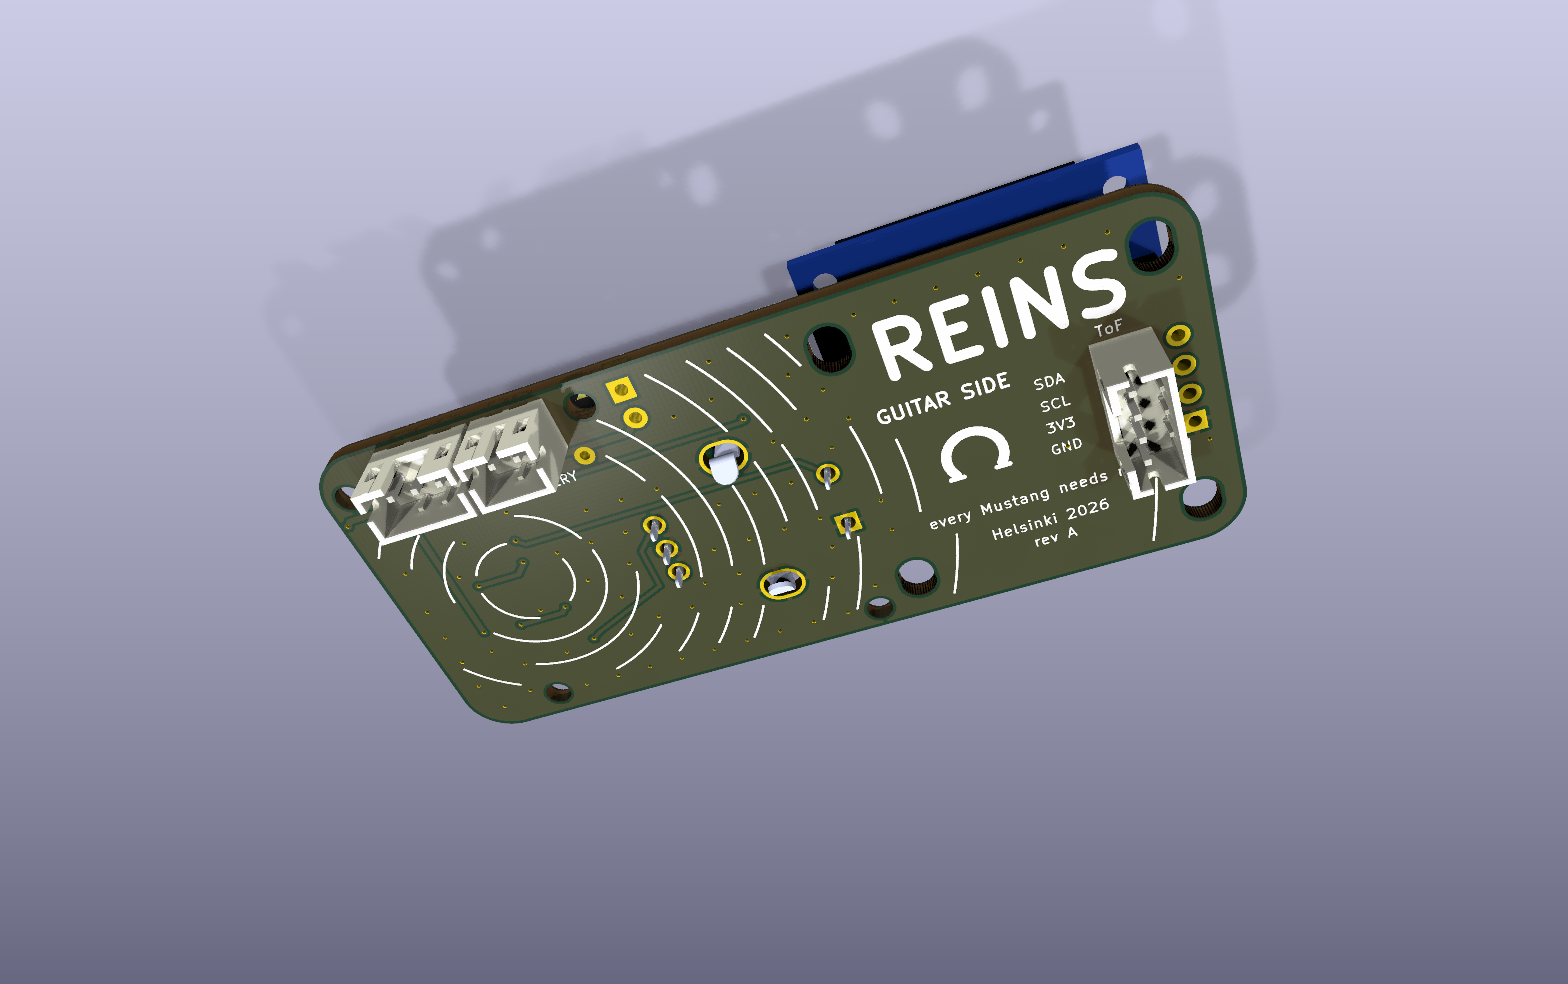 REINS
ToF
GUITAR SIDE
SDA
SCL
3V3
GND
Ω
every Mustang needs
Helsinki 2026
rev A